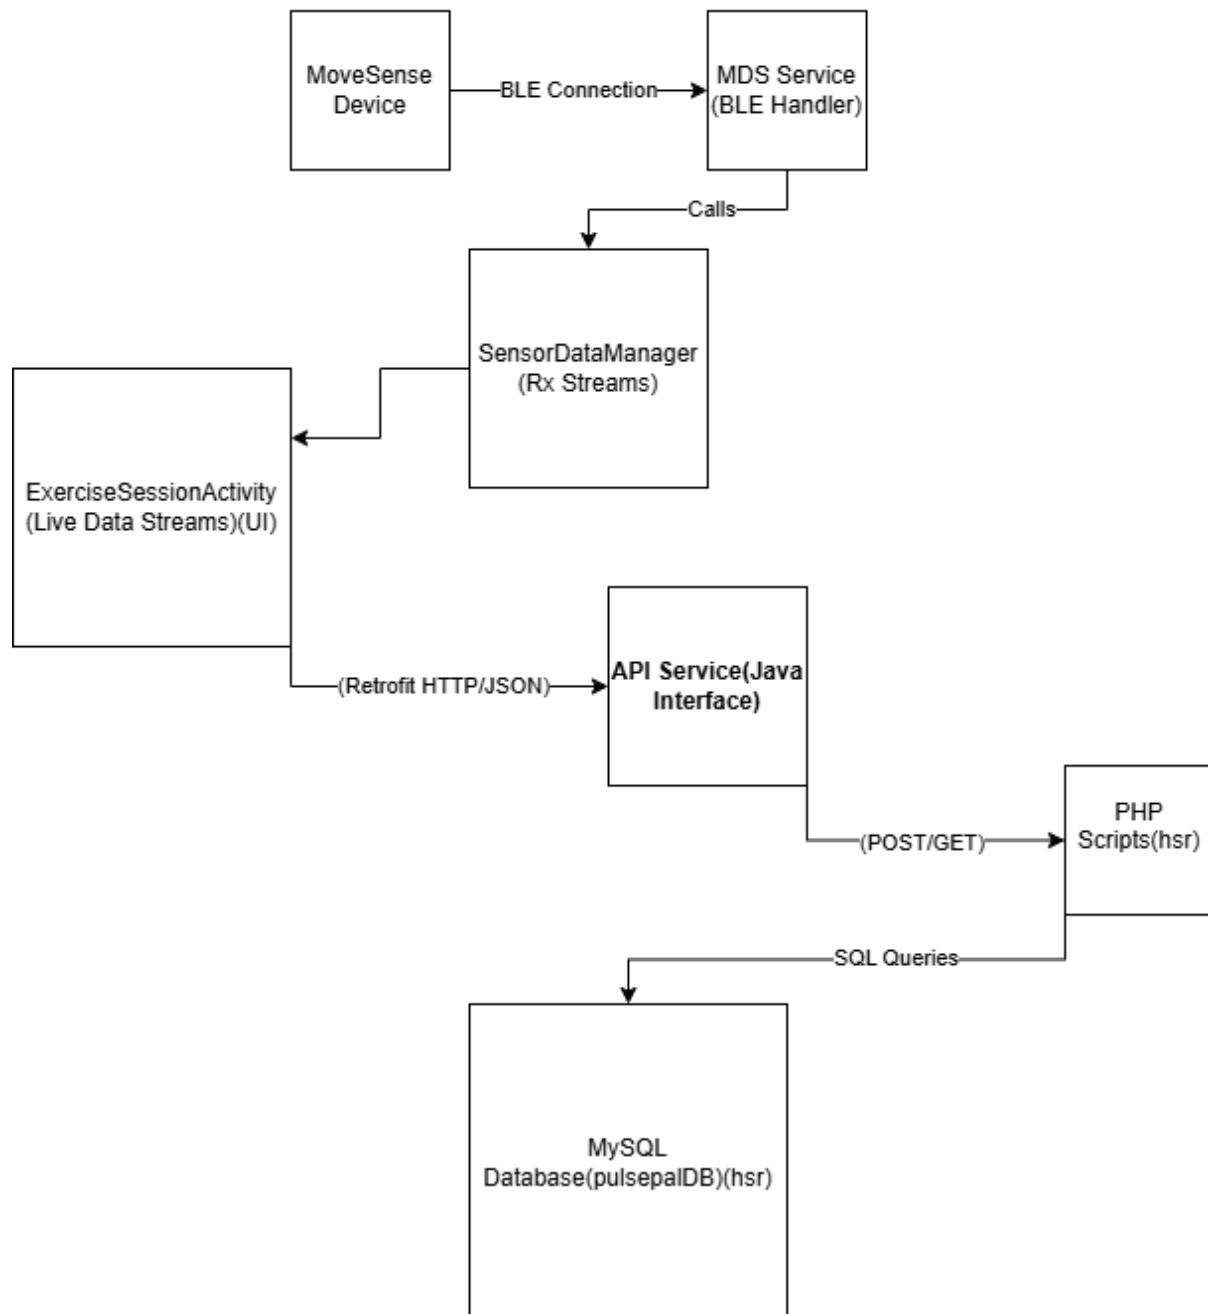 MoveSense
Device
BLE Connection
MDS Service
(BLE Handler)
Calls
SensorDataManager
(Rx Streams)
ExerciseSessionActivity
(Live Data Streams)(UI)
(Retrofit HTTP/JSON)
API Service(Java
Interface)
(POST/GET)
PHP
Scripts(hsr)
SQL Queries
MySQL
Database(pulsepalDB)(hsr)